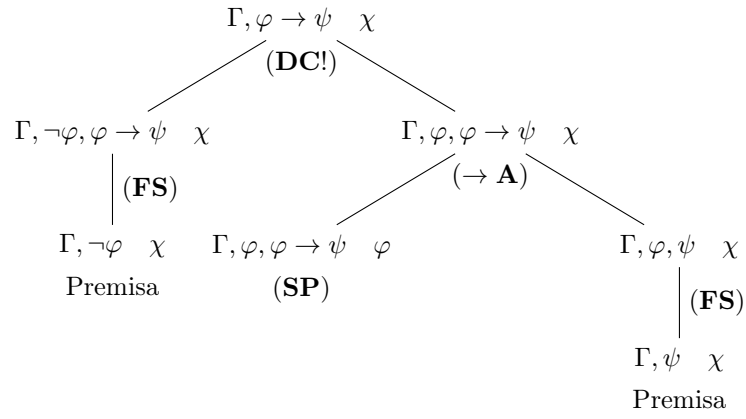 Γ, φ → ψ χ
(DC!)
Γ, ¬φ, φ → ψ χ
Γ, φ, φ → ψ χ
(FS)
(→ A)
Γ, ¬φ χ
Γ, φ, φ → ψ φ
Γ, φ, ψ χ
Premisa
(SP)
(FS)
Γ, ψ χ
Premisa